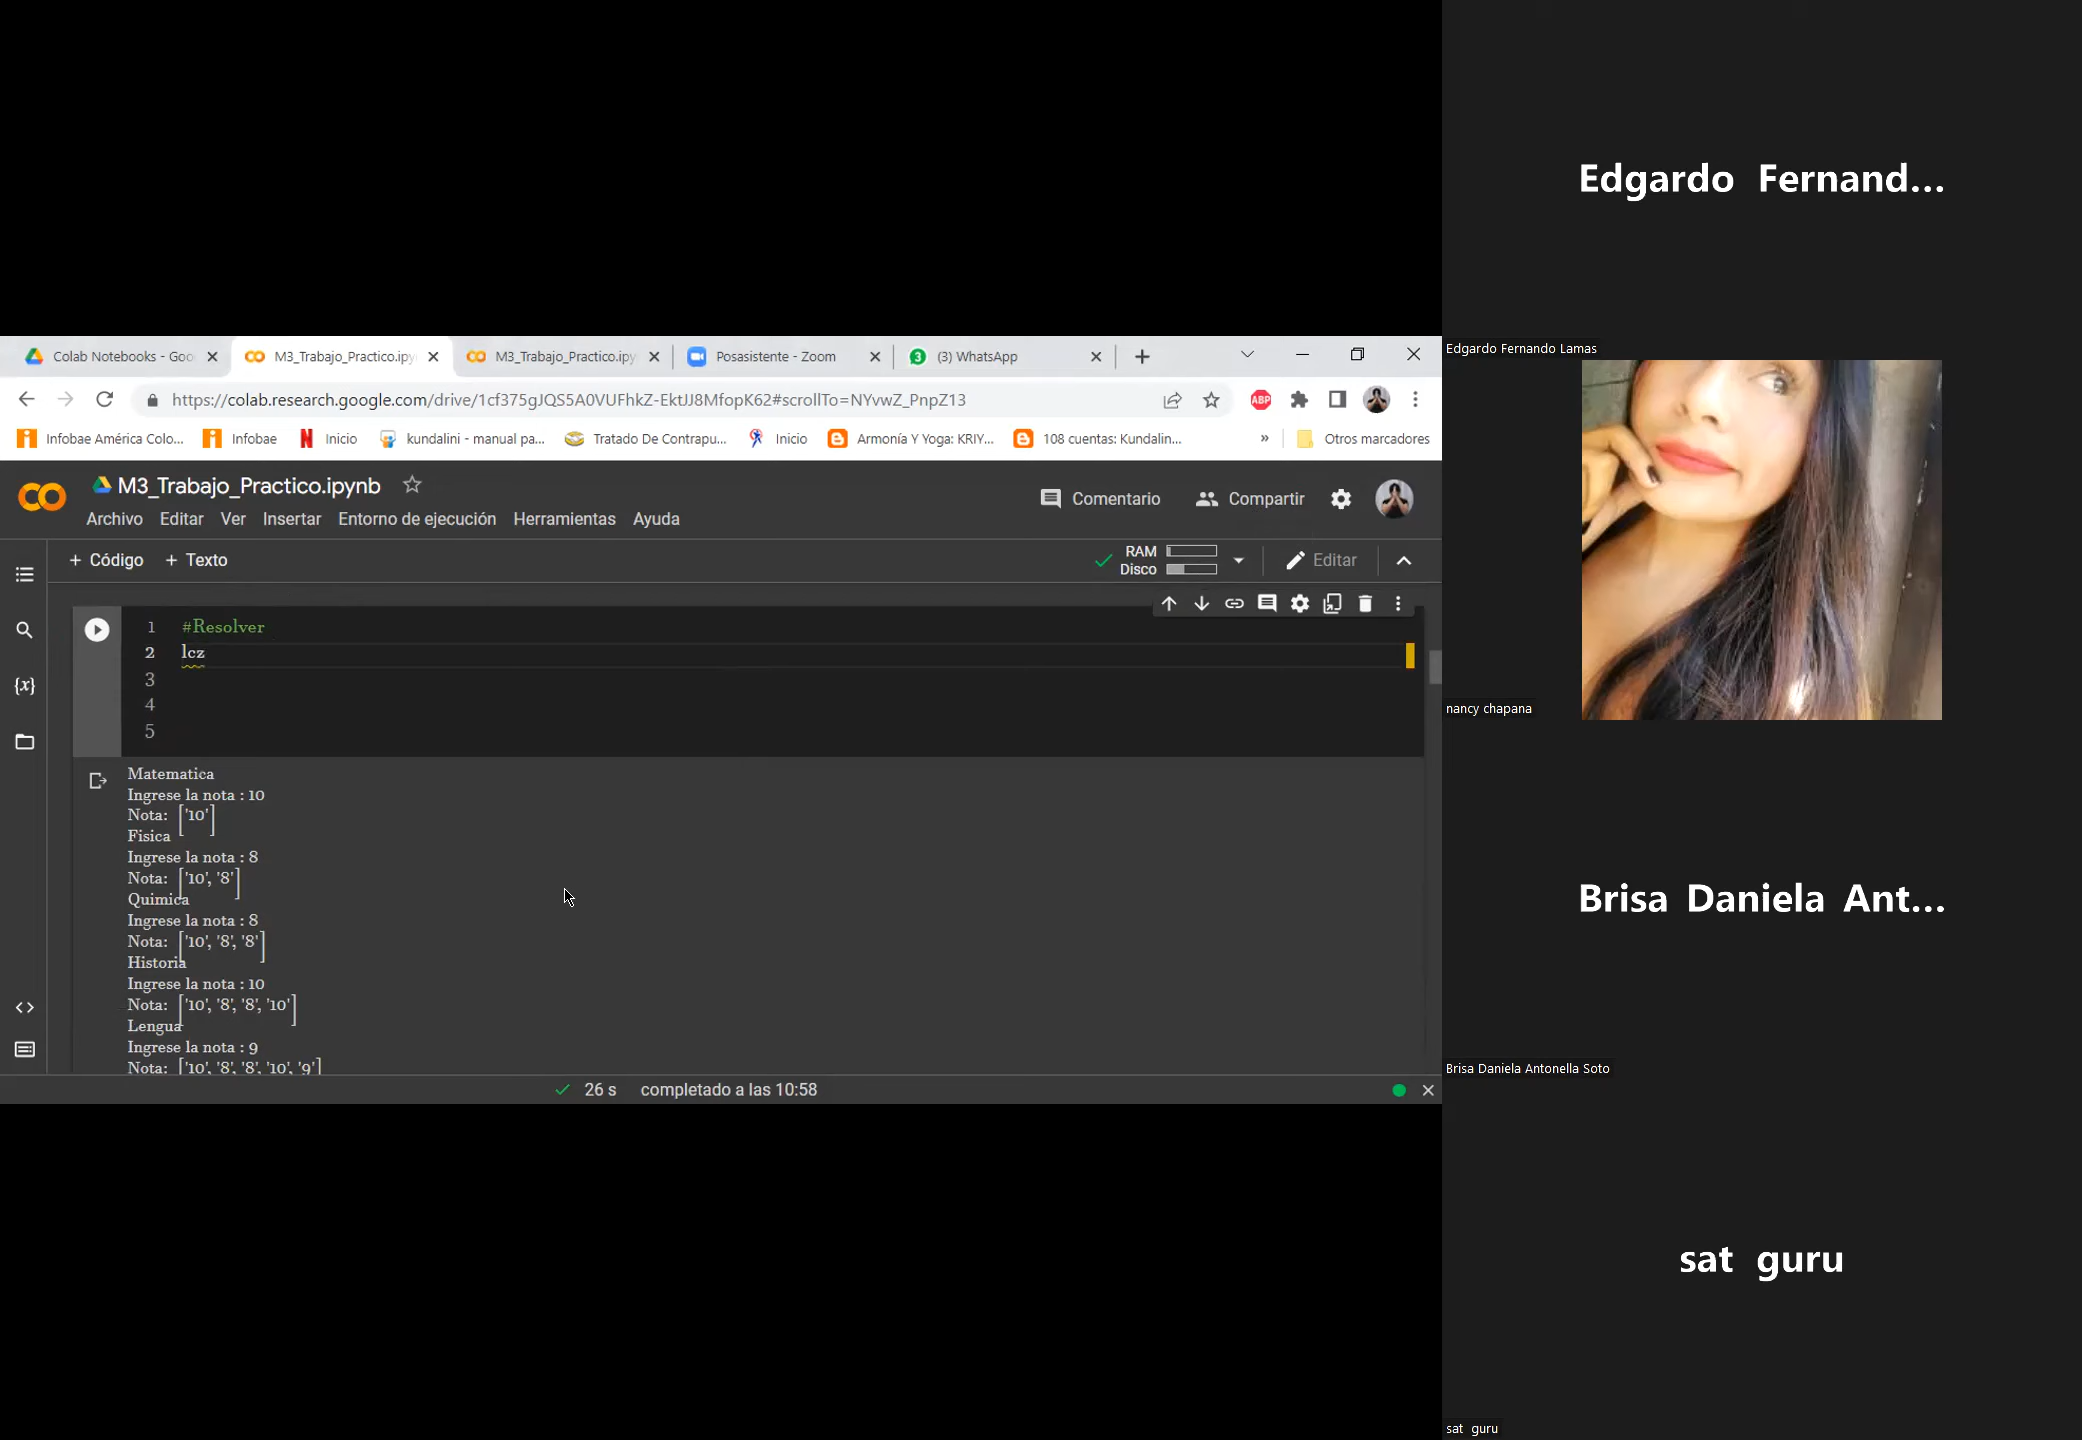 Colab Notebooks - Goo
M3_Trabajo_Practico.ipy
M3_Trabajo_Practico.ipy
Posasistente - Zoom
3 (3) WhatsApp
https://colab.research.google.com/drive/1cf375gJQS5A0VUFhkZ-EktJJ8MfopK62#scrollTo=NYvwZ_PnpZ13
ABP
Infobae América Colo...
Infobae
N Inicio
kundalini - manual pa...
Tratado De Contrapu...
Inicio
Armonía Y Yoga: KRIY...
108 cuentas: Kundalin...
»
Otros marcadores
M3_Trabajo_Practico.ipynb
Comentario
Compartir
Archivo Editar Ver Insertar Entorno de ejecución Herramientas Ayuda
+ Código + Texto
RAM
Disco
Editar
1 #Resolver
2 lcz
3
4
5
Matematica
Ingrese la nota : 10
Nota: ['10']
Fisica
Ingrese la nota : 8
Nota: ['10', '8']
Quimica
Ingrese la nota : 8
Nota: ['10', '8', '8']
Historia
Ingrese la nota : 10
Nota: ['10', '8', '8', '10']
Lengua
Ingrese la nota : 9
Nota: ['10', '8', '8', '10', '9']
26 s completado a las 10:58
Edgardo Fernand...
Edgardo Fernando Lamas
nancy chapana
Brisa Daniela Ant...
Brisa Daniela Antonella Soto
sat guru
sat guru